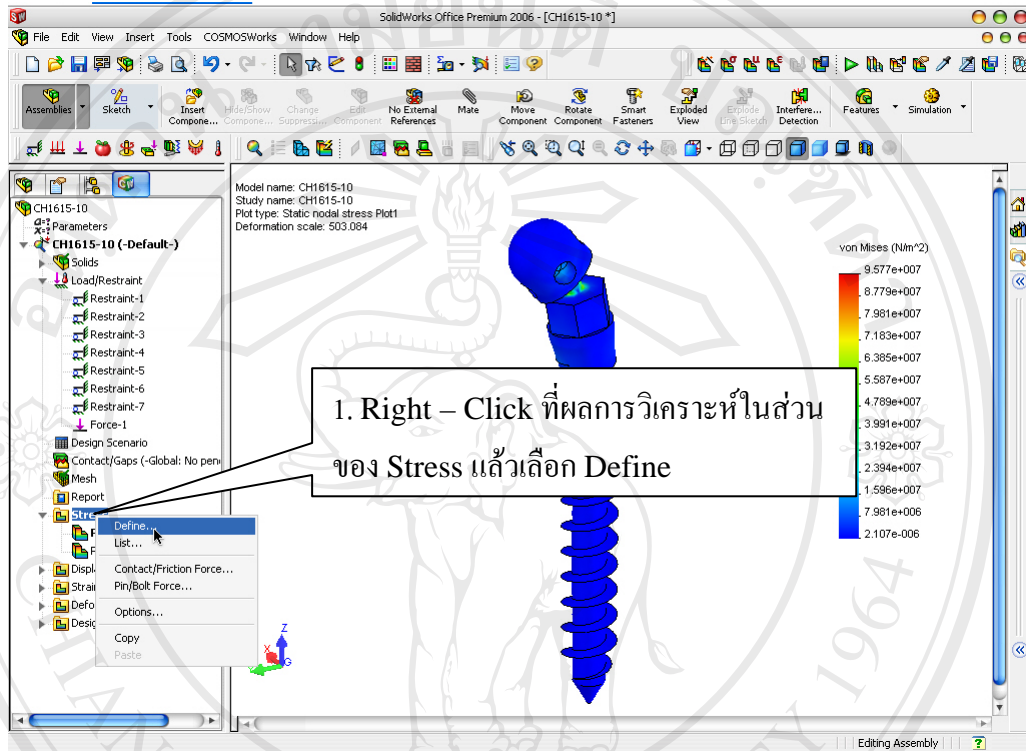 SolidWorks Office Premium 2006 - [CH1615-10 *]
File Edit View Insert Tools COSMOSWorks Window Help
Assemblies
Sketch
Insert Compone...
Hide/Show Compone...
Change Suppressi...
Edit Component
No External References
Mate
Move Component
Rotate Component
Smart Fasteners
Exploded View
Explode Line Sketch
Interfere... Detection
Features
Simulation
CH1615-10
Parameters
CH1615-10 (-Default-)
Solids
Load/Restraint
Restraint-1
Restraint-2
Restraint-3
Restraint-4
Restraint-5
Restraint-6
Restraint-7
Force-1
Design Scenario
Contact/Gaps (-Global: No pen
Mesh
Report
Stre
Displ
Strain
Defo
Desig
Define...
List...
Contact/Friction Force...
Pin/Bolt Force...
Options...
Copy
Paste
Model name: CH1615-10
Study name: CH1615-10
Plot type: Static nodal stress Plot1
Deformation scale: 503.084
1. Right – Click ที่ผลการวิเคราะห์ในส่วน
ของ Stress แล้วเลือก Define
von Mises (N/m^2)
9.577e+007
8.779e+007
7.981e+007
7.183e+007
6.385e+007
5.587e+007
4.789e+007
3.991e+007
3.192e+007
2.394e+007
1.596e+007
7.981e+006
2.107e-006
Z
X
Editing Assembly
1964